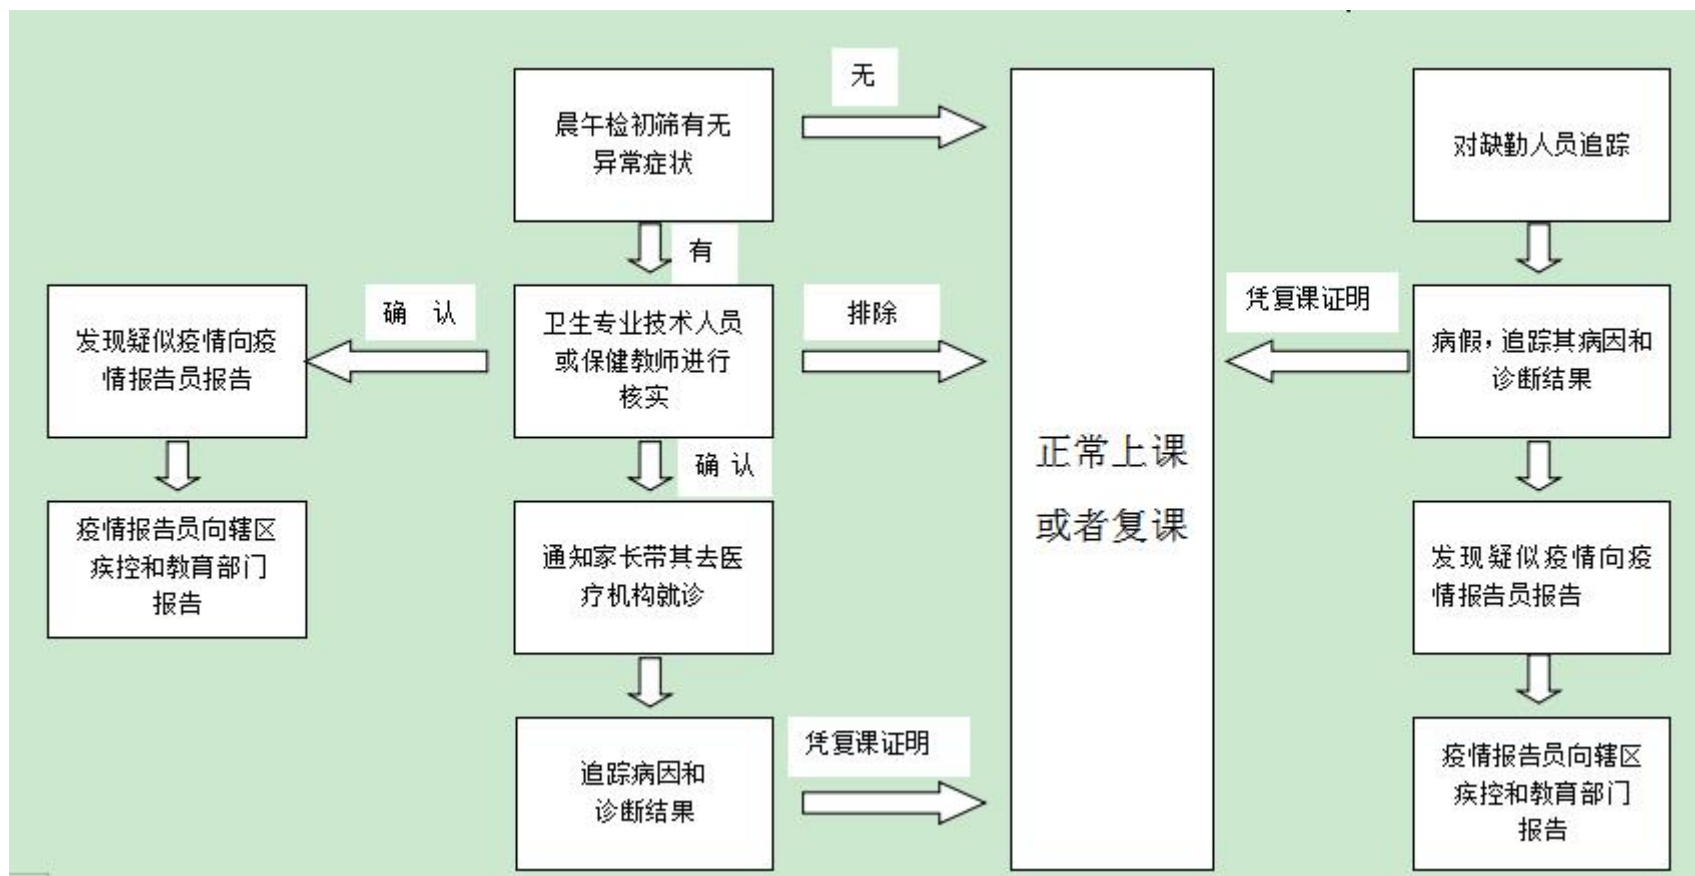 无
晨午检初筛有无
异常症状
对缺勤人员追踪
有
确 认
发现疑似疫情向疫
情报告员报告
卫生专业技术人员
或保健教师进行
核实
排除
凭复课证明
病假，追踪其病因和
诊断结果
确 认
正常上课
或者复课
疫情报告员向辖区
疾控和教育部门
报告
通知家长带其去医
疗机构就诊
发现疑似疫情向疫
情报告员报告
追踪病因和
诊断结果
凭复课证明
疫情报告员向辖区
疾控和教育部门
报告